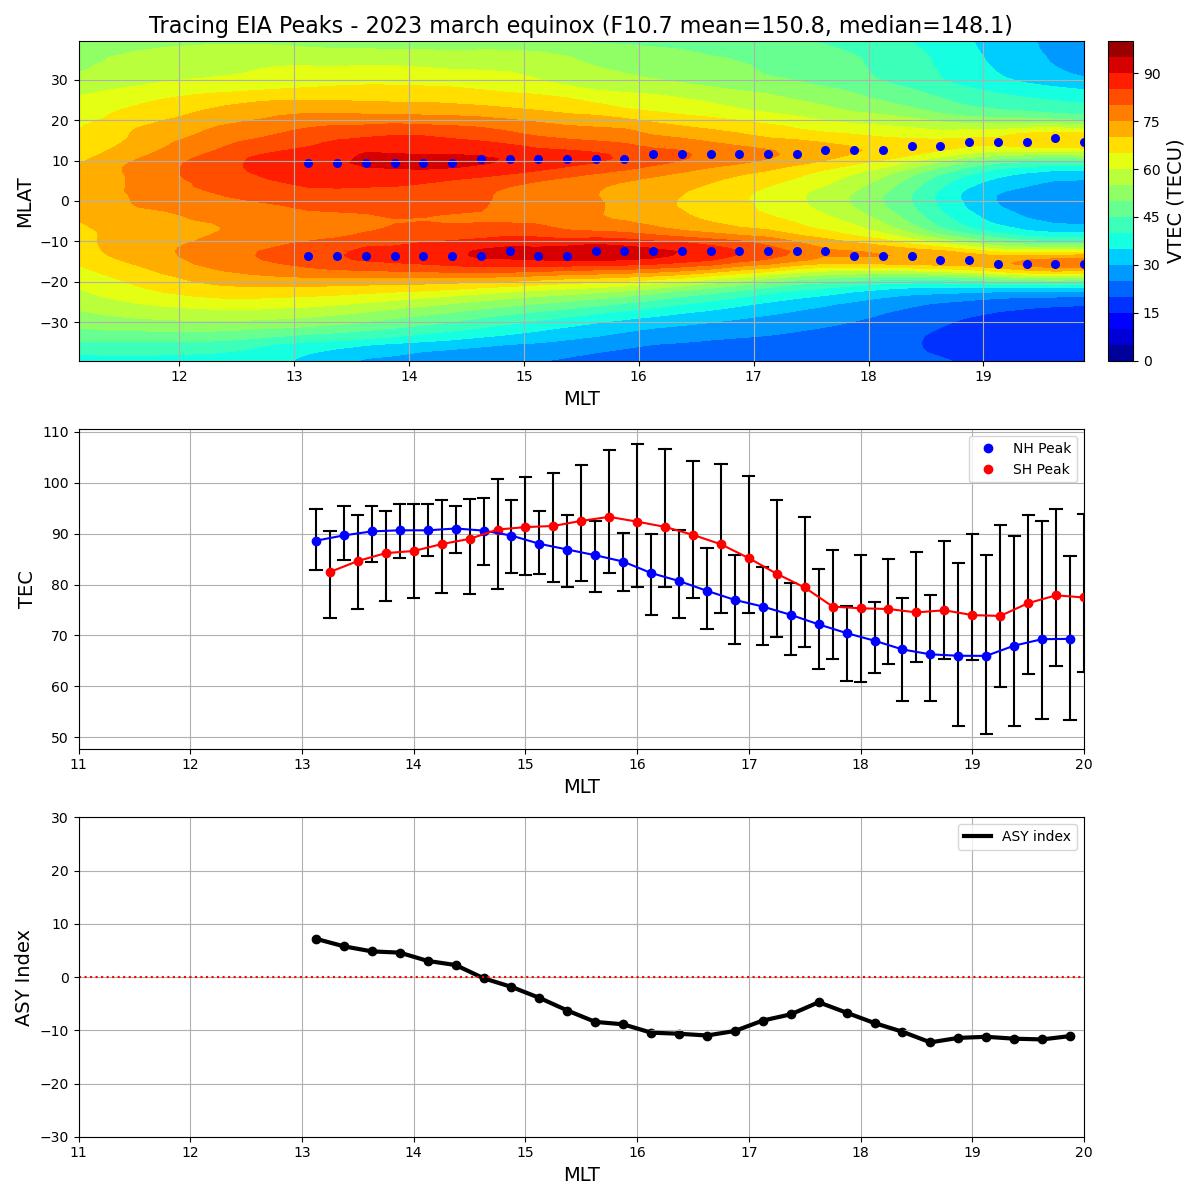 Tracing EIA Peaks - 2023 march equinox (F10.7 mean=150.8, median=148.1)
MLAT
30
20
10
0
−10
−20
−30
12 13 14 15 16 17 18 19
MLT
90
75
60
45
30
15
0
VTEC (TECU)
TEC
110
100
90
80
70
60
50
NH Peak
SH Peak
11 12 13 14 15 16 17 18 19 20
MLT
ASY Index
30
20
10
0
−10
−20
−30
ASY index
11 12 13 14 15 16 17 18 19 20
MLT